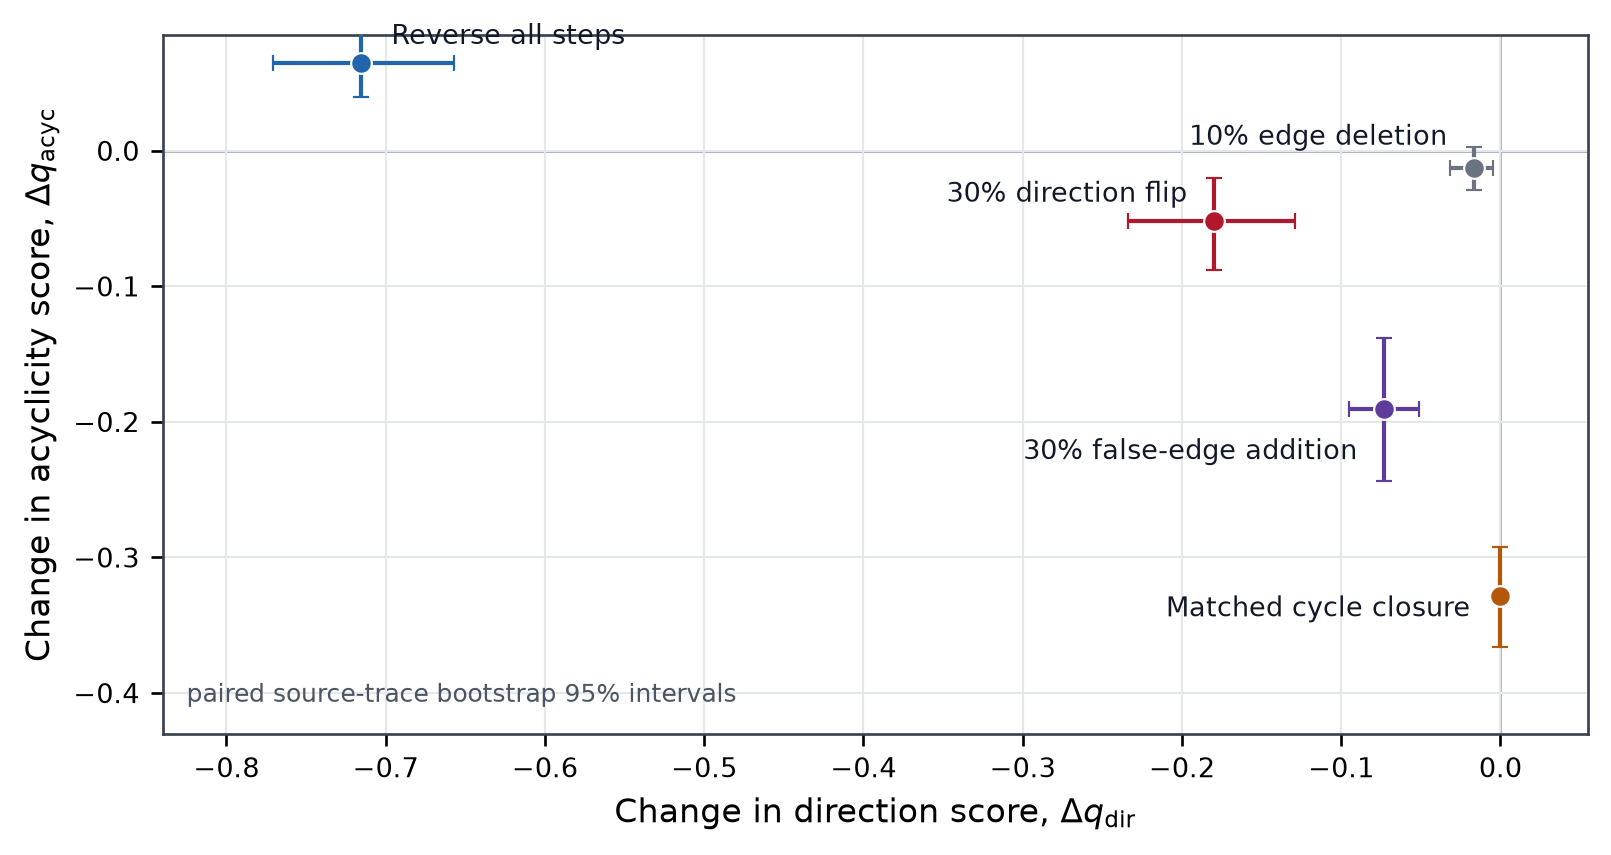 Reverse all steps
10% edge deletion
30% direction flip
30% false-edge addition
Matched cycle closure
paired source-trace bootstrap 95% intervals
Change in acyclicity score, Δq_acyc
0.0
−0.1
−0.2
−0.3
−0.4
−0.8 −0.7 −0.6 −0.5 −0.4 −0.3 −0.2 −0.1 0.0
Change in direction score, Δq_dir